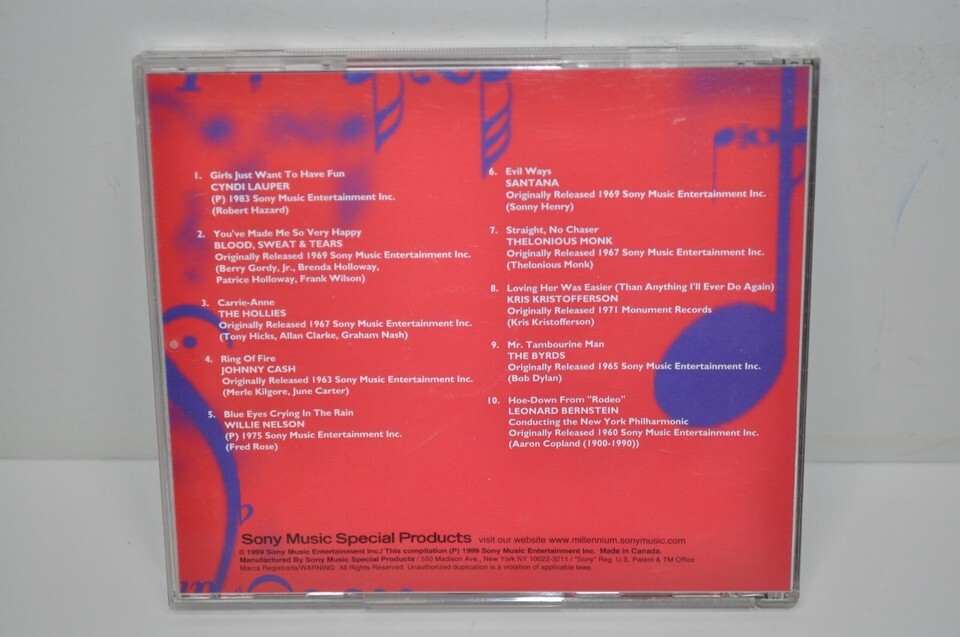 1. Girls Just Want To Have Fun
CYNDI LAUPER
(P) 1983 Sony Music Entertainment Inc.
(Robert Hazard)
2. You've Made Me So Very Happy
BLOOD, SWEAT & TEARS
Originally Released 1969 Sony Music Entertainment Inc.
(Berry Gordy, Jr., Brenda Holloway,
Patrice Holloway, Frank Wilson)
3. Carrie-Anne
THE HOLLIES
Originally Released 1967 Sony Music Entertainment Inc.
(Tony Hicks, Allan Clarke, Graham Nash)
4. Ring Of Fire
JOHNNY CASH
Originally Released 1963 Sony Music Entertainment Inc.
(Merle Kilgore, June Carter)
5. Blue Eyes Crying In The Rain
WILLIE NELSON
(P) 1975 Sony Music Entertainment Inc.
(Fred Rose)
6. Evil Ways
SANTANA
Originally Released 1969 Sony Music Entertainment Inc.
(Sonny Henry)
7. Straight, No Chaser
THELONIOUS MONK
Originally Released 1967 Sony Music Entertainment Inc.
(Thelonious Monk)
8. Loving Her Was Easier (Than Anything I'll Ever Do Again)
KRIS KRISTOFFERSON
Originally Released 1971 Monument Records
(Kris Kristofferson)
9. Mr. Tambourine Man
THE BYRDS
Originally Released 1965 Sony Music Entertainment Inc.
(Bob Dylan)
10. Hoe-Down From "Rodeo"
LEONARD BERNSTEIN
Conducting the New York Philharmonic
Originally Released 1960 Sony Music Entertainment Inc.
(Aaron Copland (1900-1990))
Sony Music Special Products visit our website www.millennium.sonymusic.com
© 1999 Sony Music Entertainment Inc./ This compilation (P) 1999 Sony Music Entertainment Inc. Made in Canada.
Manufactured By Sony Music Special Products / 550 Madison Ave., New York NY 10022-3211 / "Sony" Reg. U.S. Patent & TM Office
Marca Registrada/WARNING: All Rights Reserved. Unauthorized duplication is a violation of applicable laws.